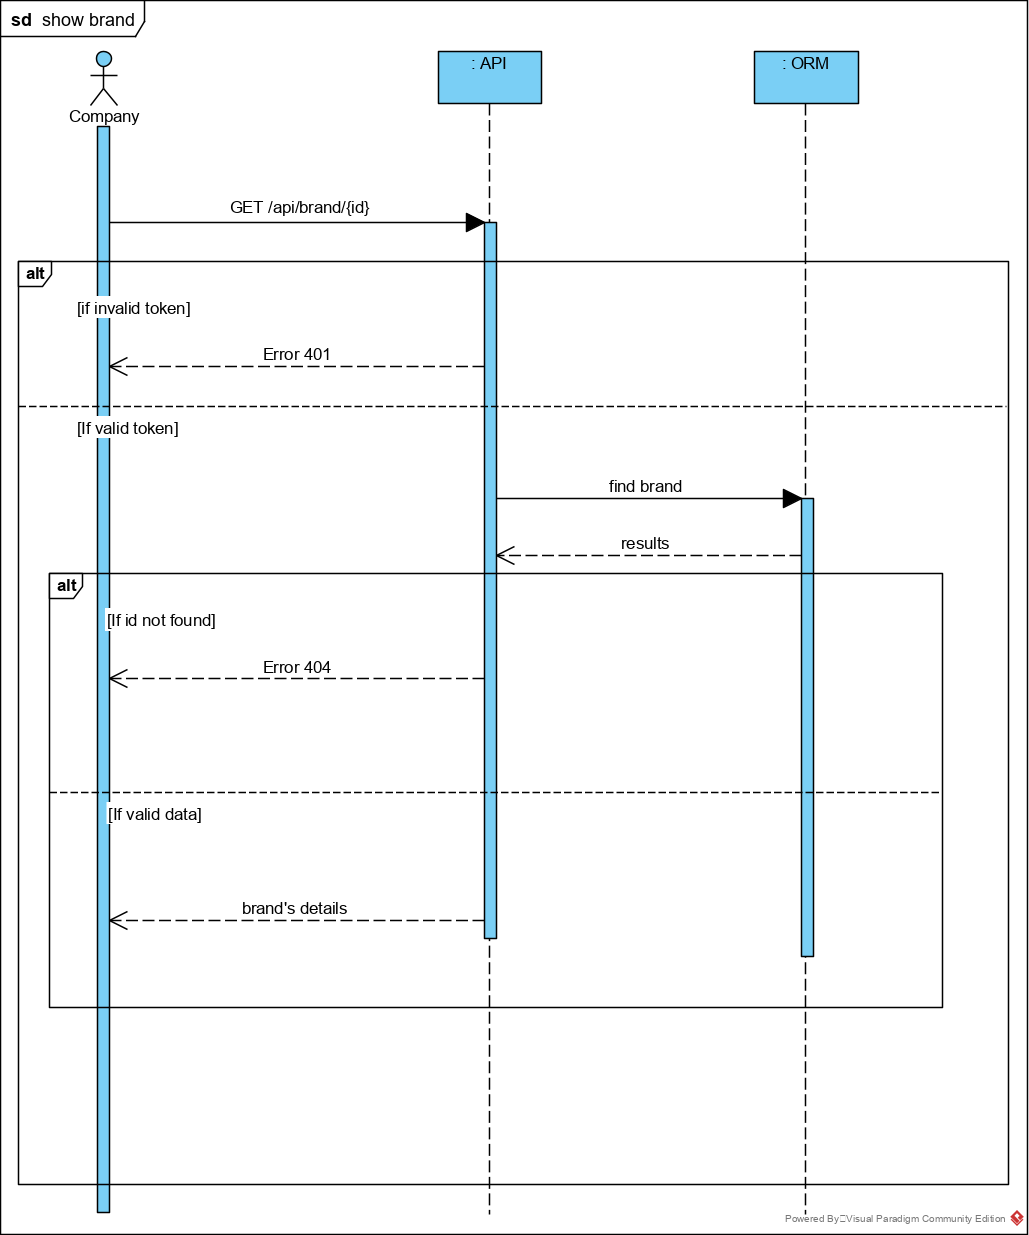 sd show brand
: API
: ORM
Company
GET /api/brand/{id}
alt
[if invalid token]
Error 401
[If valid token]
find brand
results
alt
[If id not found]
Error 404
[If valid data]
brand's details
Powered By Visual Paradigm Community Edition